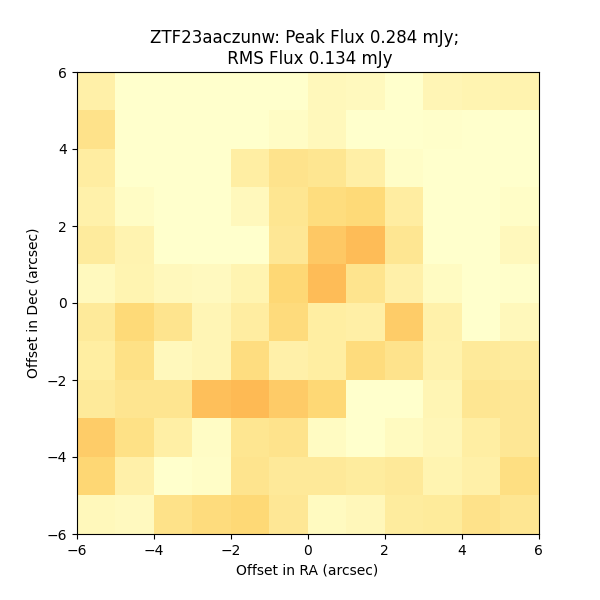 ZTF23aaczunw: Peak Flux 0.284 mJy;
RMS Flux 0.134 mJy
6
4
2
0
−2
−4
−6
Offset in Dec (arcsec)
−6 −4 −2 0 2 4 6
Offset in RA (arcsec)